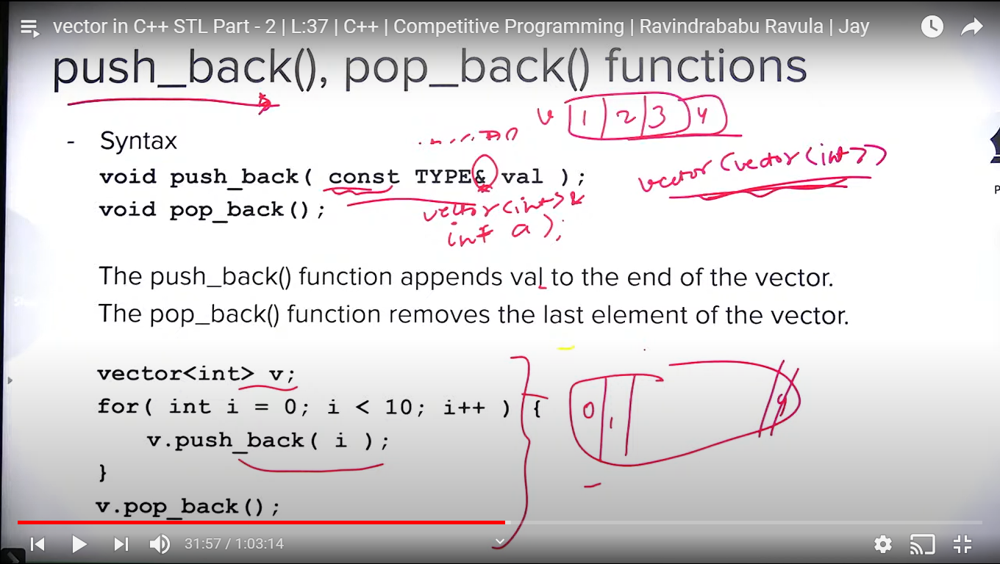 vector in C++ STL Part - 2 | L:37 | C++ | Competitive Programming | Ravindrababu Ravula | Jay
push_back(), pop_back() functions
v 1 2 3 4
- Syntax
vector(vector(int>>
void push_back( const TYPE& val );
void pop_back();
vector(int>&
int a );
The push_back() function appends val to the end of the vector.
The pop_back() function removes the last element of the vector.
vector<int> v;
for( int i = 0; i < 10; i++ ) {
0 1 9
v.push_back( i );
}
v.pop_back();
31:57 / 1:03:14